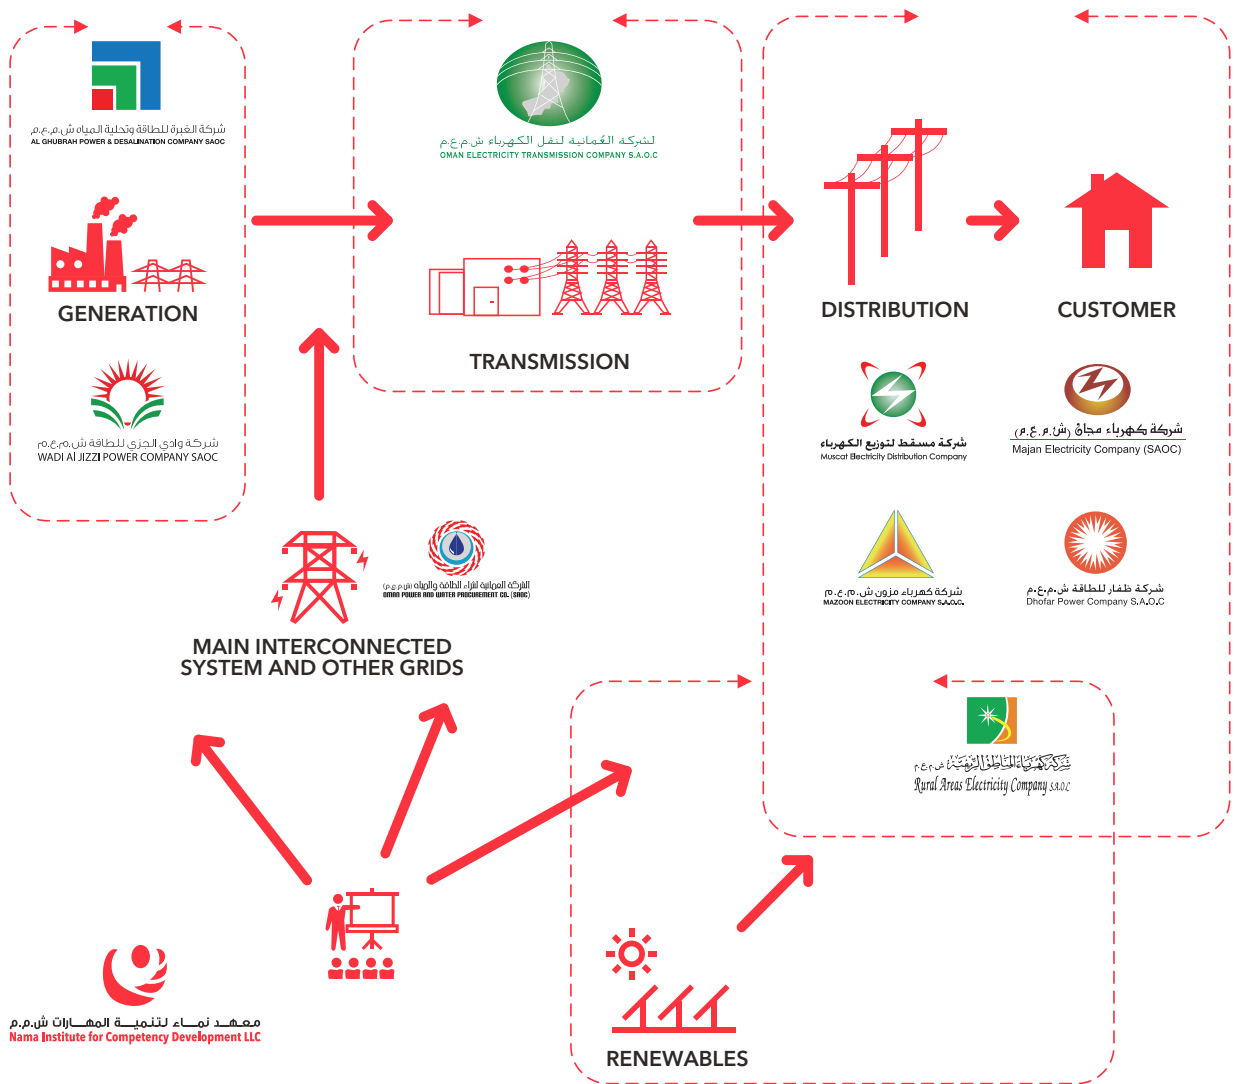 شركة الغبرة للطاقة وتحلية المياه ش.م.ع.م
AL GHUBRAH POWER & DESALINATION COMPANY SAOC
GENERATION
شركة وادي الجزي للطاقة ش.م.ع.م
WADI Al JIZZI POWER COMPANY SAOC
لشركة العُمانية لنقل الكهرباء ش.م.ع.م
OMAN ELECTRICITY TRANSMISSION COMPANY S.A.O.C
TRANSMISSION
DISTRIBUTION
CUSTOMER
شركة مسقط لتوزيع الكهرباء
Muscat Electricity Distribution Company
شركة كهرباء مجان (ش.م.ع.م)
Majan Electricity Company (SAOC)
شركة كهرباء مزون ش.م.ع.م
MAZOON ELECTRICITY COMPANY S.A.O.C.
شركة ظفار للطاقة ش.م.ع.م
Dhofar Power Company S.A.O.C
الشركة العمانية لشراء الطاقة والمياه (ش.م.ع.م)
OMAN POWER AND WATER PROCUREMENT CO. (SAOC)
MAIN INTERCONNECTED
SYSTEM AND OTHER GRIDS
شركة كهرباء المناطق الريفية ش.م.ع.م
Rural Areas Electricity Company S.A.O.C
معهد نماء لتنمية المهارات ش.م.م
Nama Institute for Competency Development LLC
RENEWABLES